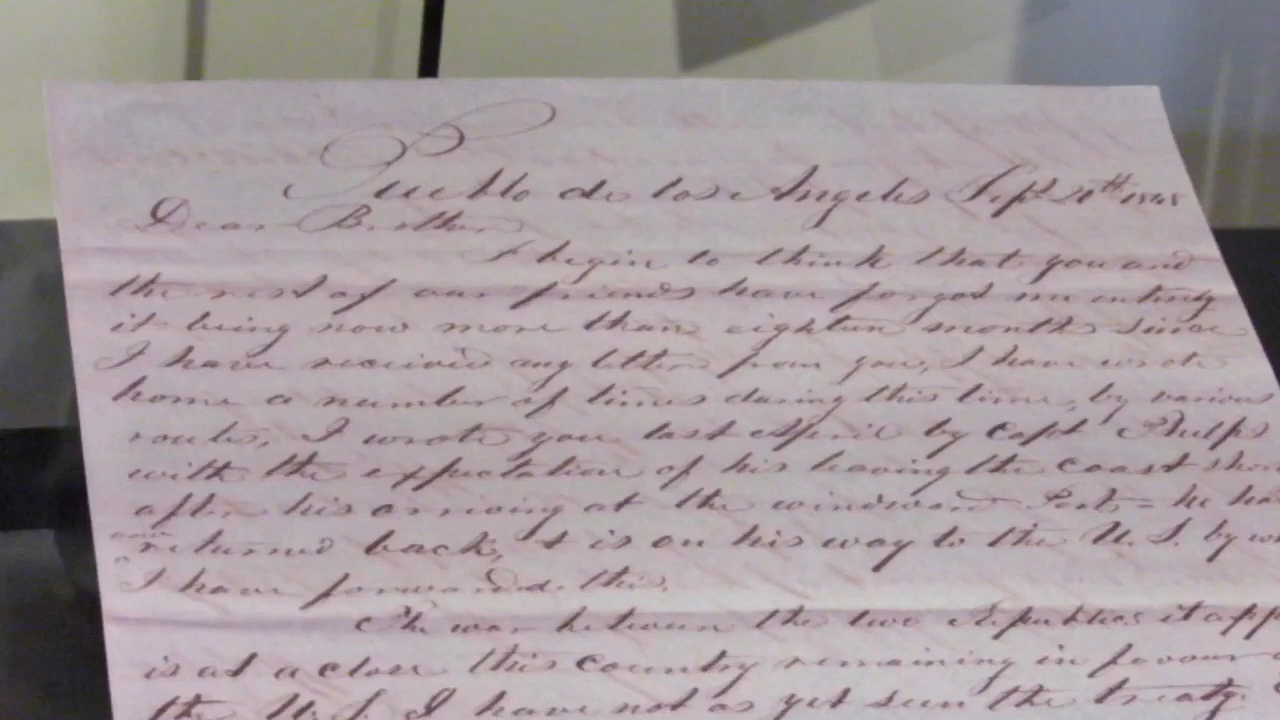 Pueblo de los Angeles Sept 1848
Dear Brother
I begin to think that you and
the rest of our friends have forgot me
it being now more than eighteen month since
I have received any letter from you, I have wrote
home a number of times during this time, by various
routes, I wrote you last April by Capt Phelps
with the expectation of his leaving the coast
after his arriving at the windward Port = he
now
returned back, & is on his way to the U. S. by
I have forwarded this.
The war between the two Republics it
is at a close this country remaining in favour
the U. S. I have not as yet seen the treaty